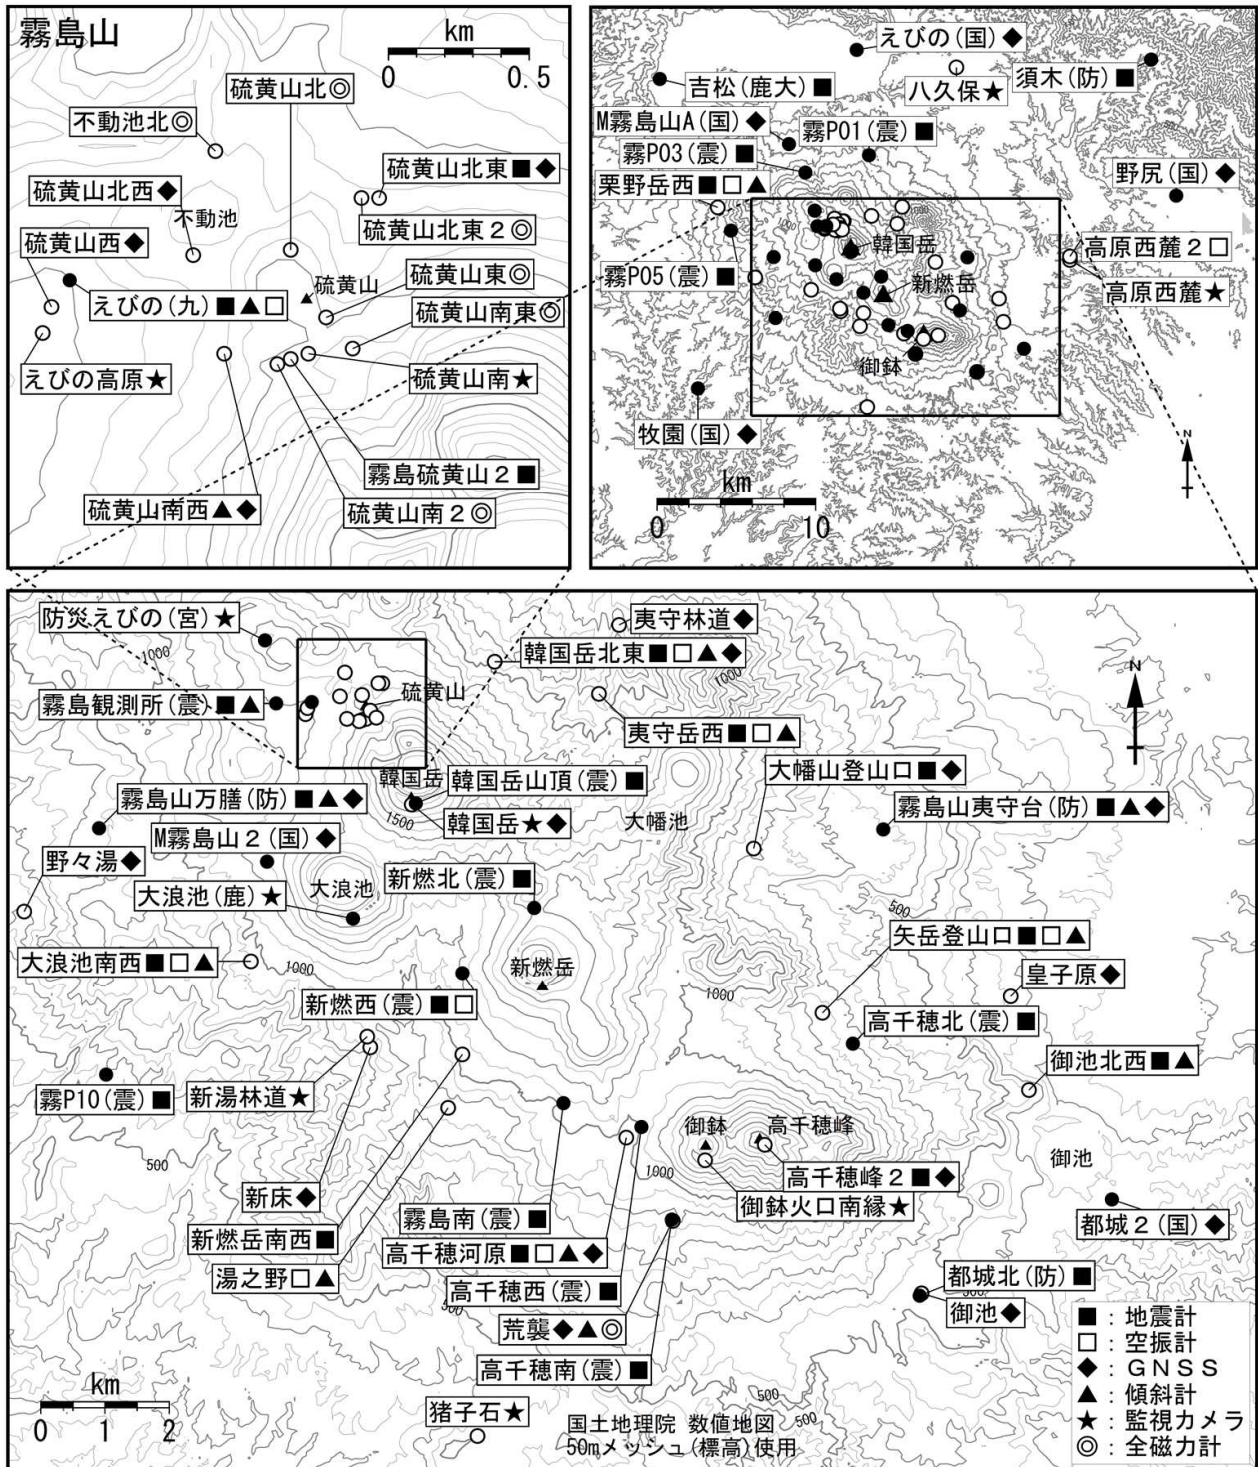 霧島山
km
0 0.5
硫黄山北◎
不動池北◎
硫黄山北東■◆
硫黄山北西◆
不動池
硫黄山北東2◎
硫黄山西◆
硫黄山東◎
硫黄山
えびの(九)■▲□
硫黄山南東◎
えびの高原★
硫黄山南★
霧島硫黄山2■
硫黄山南西▲◆
硫黄山南2◎
えびの(国)◆
吉松(鹿大)■
八久保★
須木(防)■
M霧島山A(国)◆
霧P01(震)■
霧P03(震)■
野尻(国)◆
栗野岳西■□▲
韓国岳
高原西麓2□
霧P05(震)■
新燃岳
高原西麓★
御鉢
牧園(国)◆
km
0 10
N
防災えびの(宮)★
夷守林道◆
1000
韓国岳北東■□▲◆
1000
N
霧島観測所(震)■▲
硫黄山
夷守岳西■□▲
大幡山登山口■◆
韓国岳
韓国岳山頂(震)■
霧島山万膳(防)■▲◆
霧島山夷守台(防)■▲◆
1500
韓国岳★◆
大幡池
M霧島山2(国)◆
野々湯◆
新燃北(震)■
大浪池
大浪池(鹿)★
500
矢岳登山口■□▲
大浪池南西■□▲
1000
新燃岳
皇子原◆
1000
新燃西(震)■□
高千穂北(震)■
御池北西■▲
霧P10(震)■
新湯林道★
御鉢
高千穂峰
500
1000
御池
高千穂峰2■◆
新床◆
御鉢火口南縁★
霧島南(震)■
都城2(国)◆
新燃岳南西■
高千穂河原■□▲◆
湯之野□▲
高千穂西(震)■
都城北(防)■
500
御池◆
荒襲◆▲◎
高千穂南(震)■
km
0 1 2
500
猪子石★
国土地理院 数値地図
500
50mメッシュ(標高)使用
■:地震計
□:空振計
◆:GNSS
▲:傾斜計
★:監視カメラ
◎:全磁力計